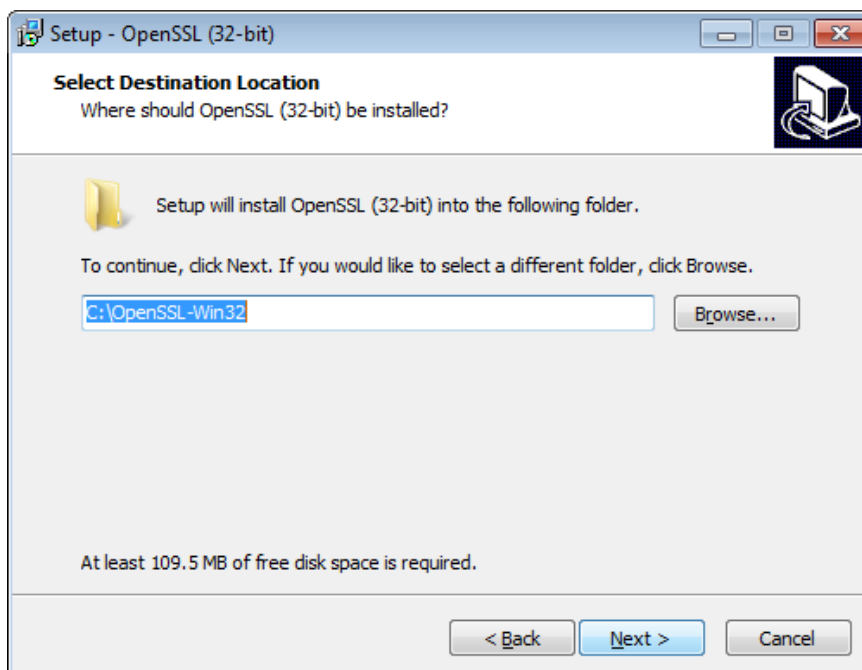 Setup - OpenSSL (32-bit)
Select Destination Location
Where should OpenSSL (32-bit) be installed?
Setup will install OpenSSL (32-bit) into the following folder.
To continue, click Next. If you would like to select a different folder, click Browse.
C:\OpenSSL-Win32
Browse...
At least 109.5 MB of free disk space is required.
< Back
Next >
Cancel